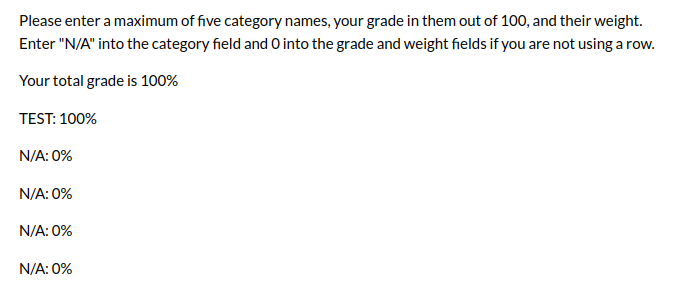 Please enter a maximum of five category names, your grade in them out of 100, and their weight.
Enter "N/A" into the category field and 0 into the grade and weight fields if you are not using a row.
Your total grade is 100%
TEST: 100%
N/A: 0%
N/A: 0%
N/A: 0%
N/A: 0%